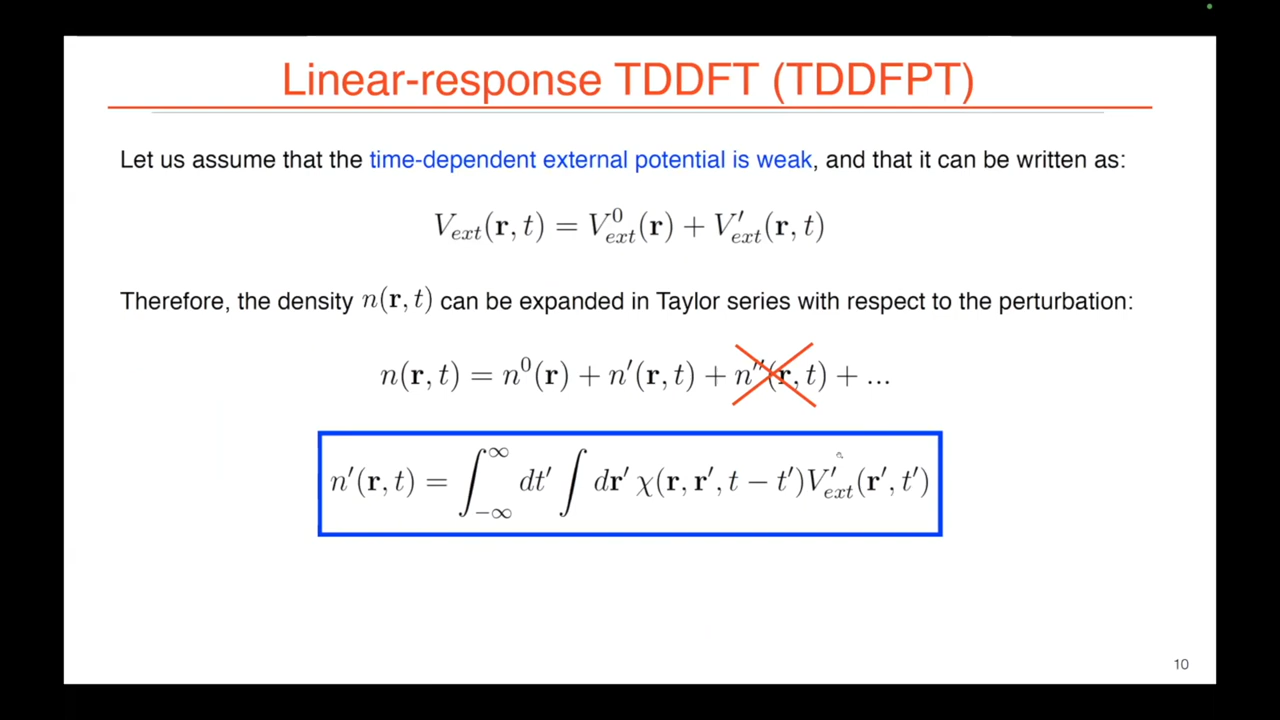 Linear-response TDDFT (TDDFPT)
Let us assume that the time-dependent external potential is weak, and that it can be written as:
V_{ext}(r, t) = V^0_{ext}(r) + V'_{ext}(r, t)
Therefore, the density n(r, t) can be expanded in Taylor series with respect to the perturbation:
n(r, t) = n^0(r) + n'(r, t) + n''(r, t) + ...
n'(r, t) = ∫_{-∞}^{∞} dt' ∫ dr' χ(r, r', t − t')V'_{ext}(r', t')
10